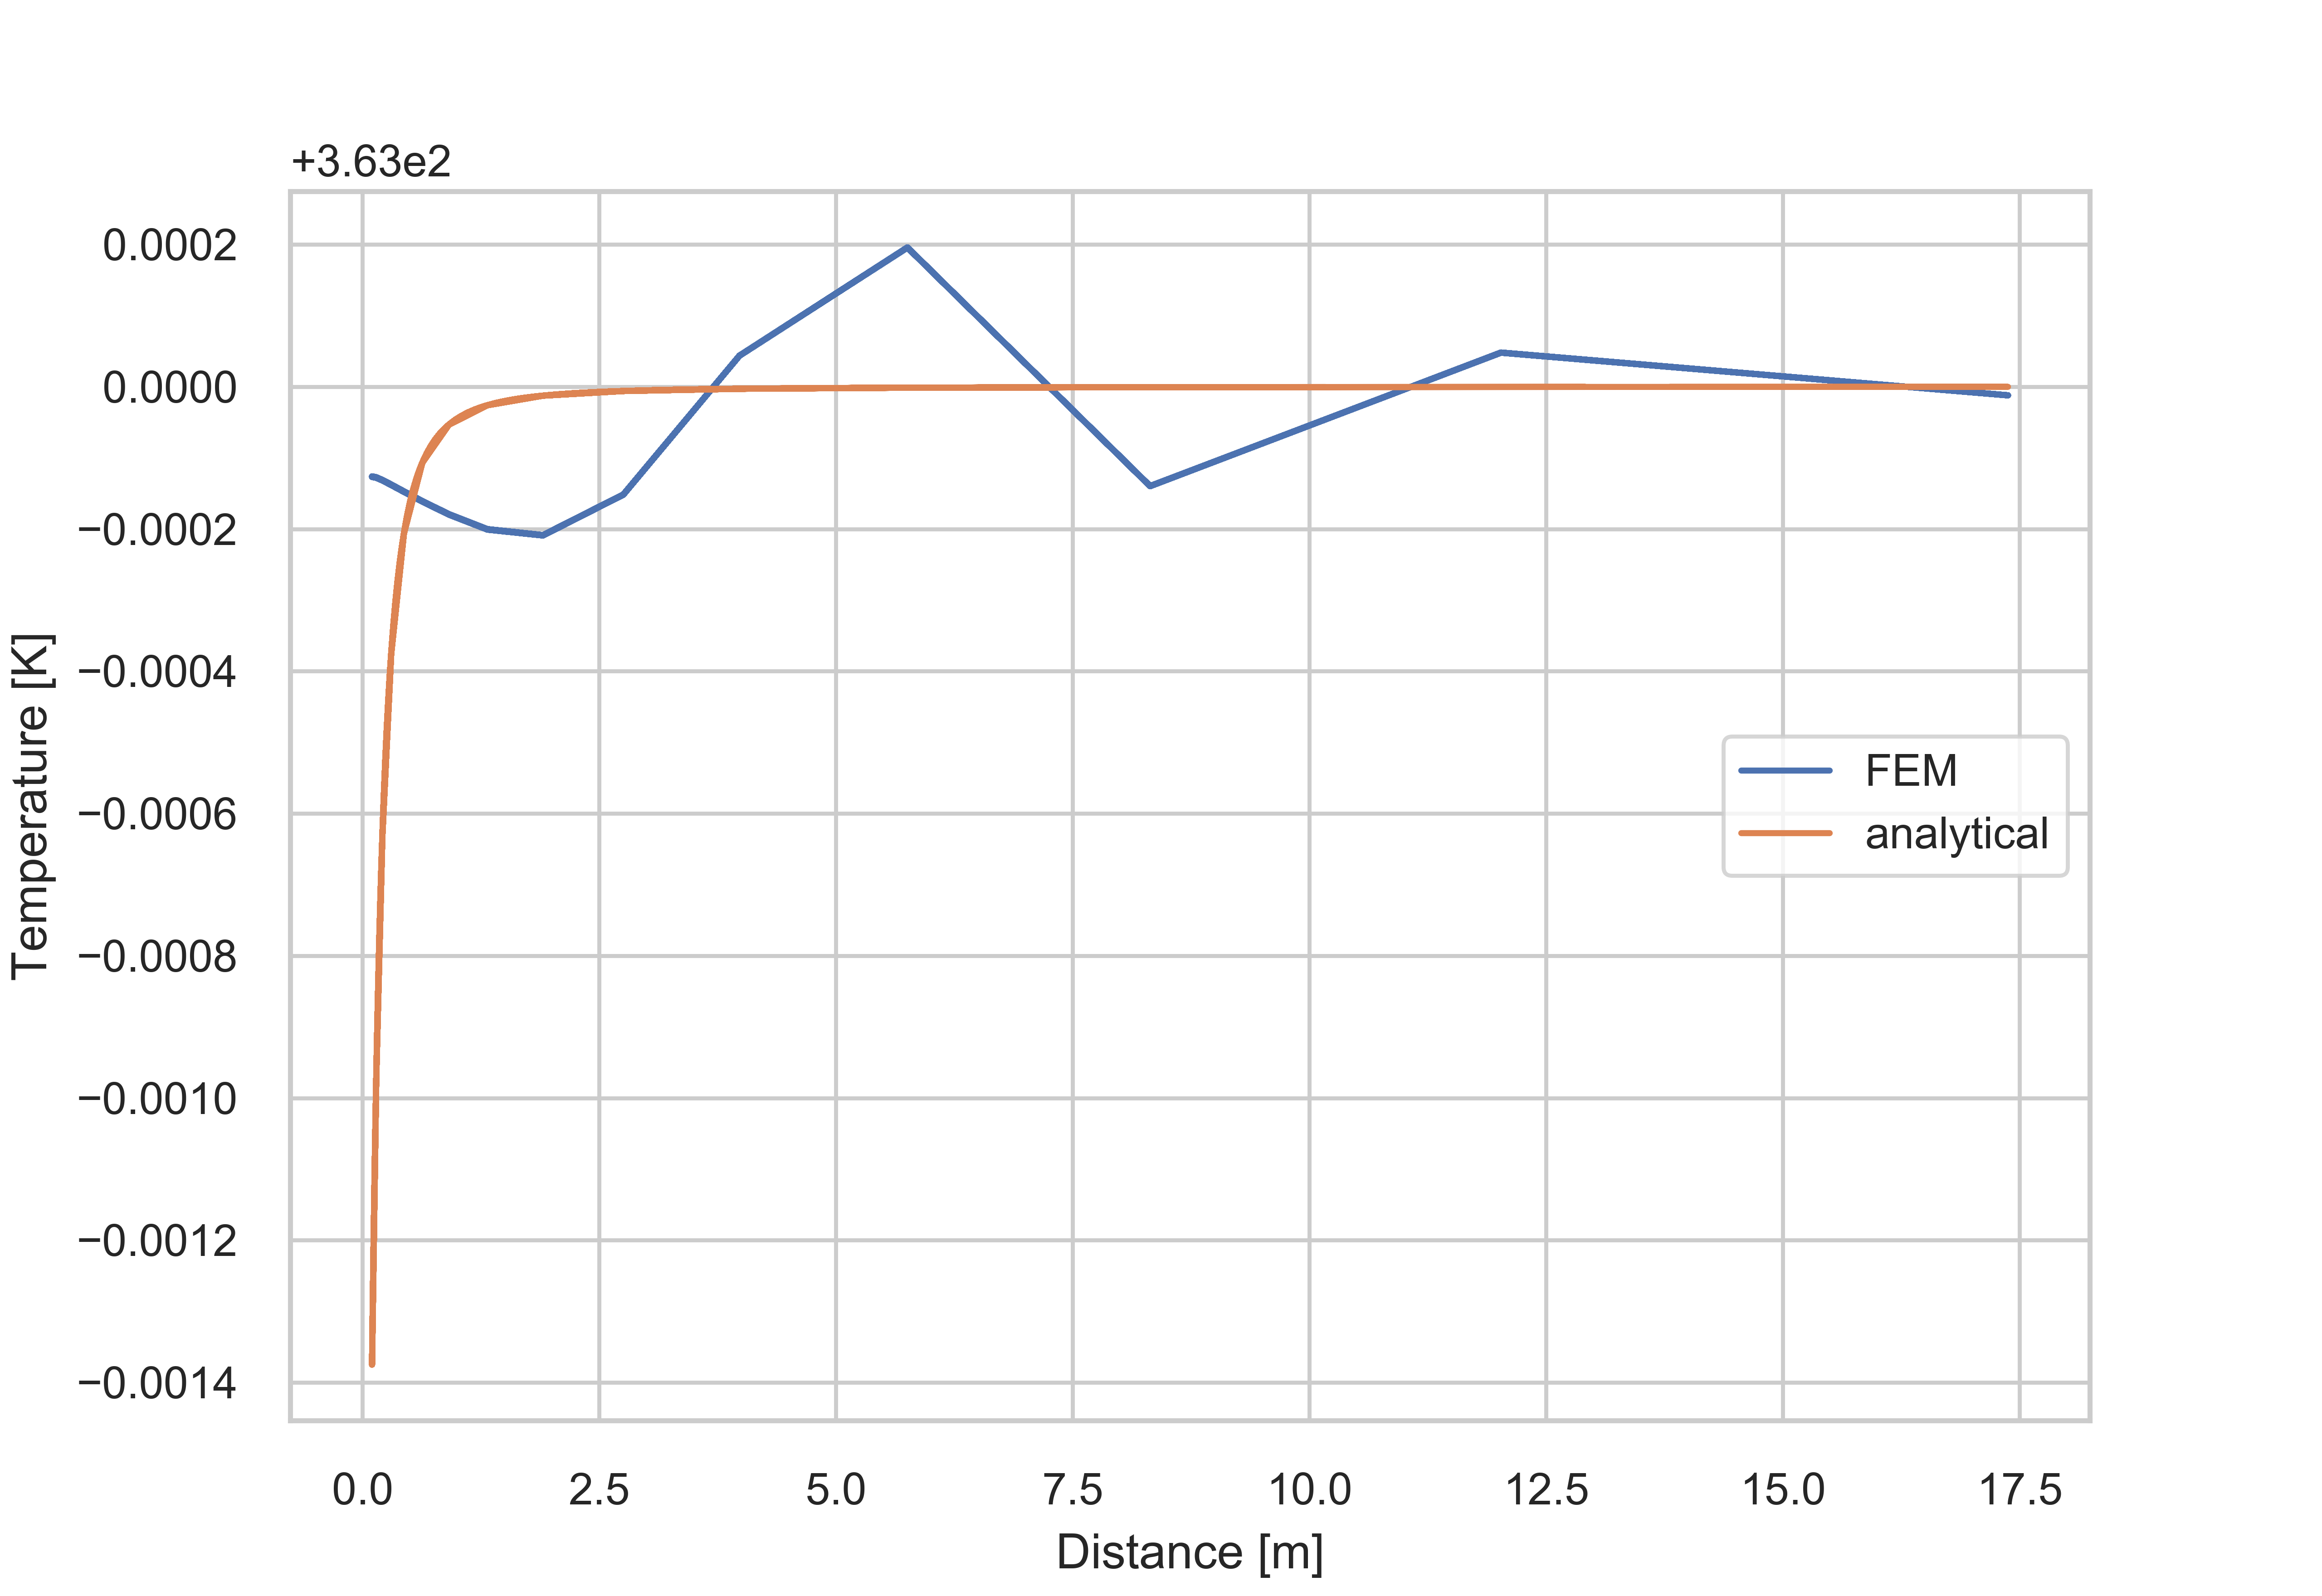 +3.63e2
0.0002
0.0000
−0.0002
−0.0004
−0.0006
−0.0008
−0.0010
−0.0012
−0.0014
Temperature [K]
FEM
analytical
0.0 2.5 5.0 7.5 10.0 12.5 15.0 17.5
Distance [m]